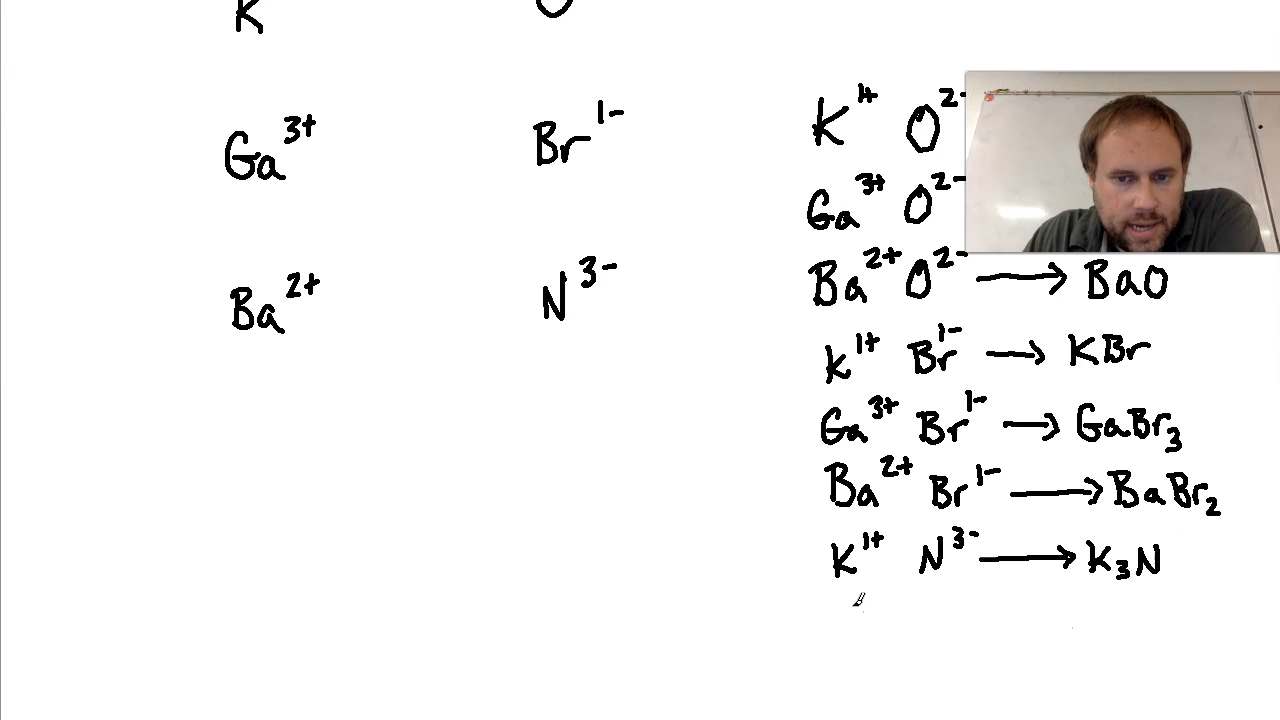 K O
Ga³⁺ Br¹⁻
Ba²⁺ N³⁻
K¹⁺ O²⁻
Ga³⁺ O²⁻
Ba²⁺ O²⁻ → BaO
K¹⁺ Br¹⁻ → KBr
Ga³⁺ Br¹⁻ → GaBr₃
Ba²⁺ Br¹⁻ → BaBr₂
K¹⁺ N³⁻ → K₃N